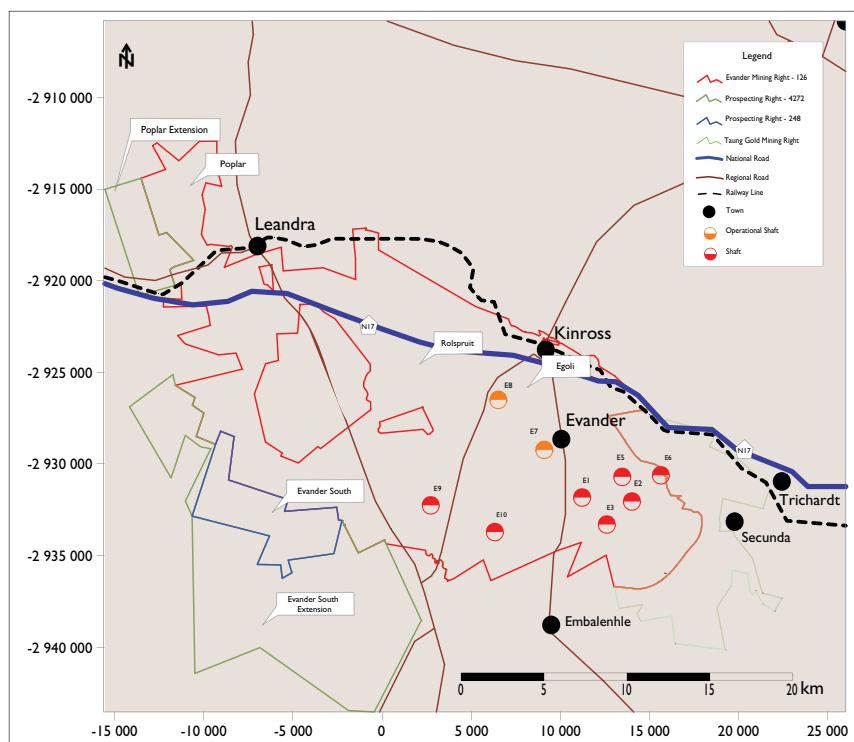 N
Legend
Evander Mining Right - 126
Prospecting Right - 4272
Prospecting Right - 248
Taung Gold Mining Right
National Road
Regional Road
Railway Line
Town
Operational Shaft
Shaft
-2 910 000
-2 915 000
-2 920 000
-2 925 000
-2 930 000
-2 935 000
-2 940 000
Poplar Extension
Poplar
Leandra
N17
Rolspruit
Kinross
Egoli
E8
Evander
E7
E5
E6
E1
E2
E3
E9
E10
N17
Trichardt
Secunda
Evander South
Evander South
Extension
Embalenhle
0
5
10
15
20
km
-15 000
-10 000
-5 000
0
5 000
10 000
15 000
20 000
25 000